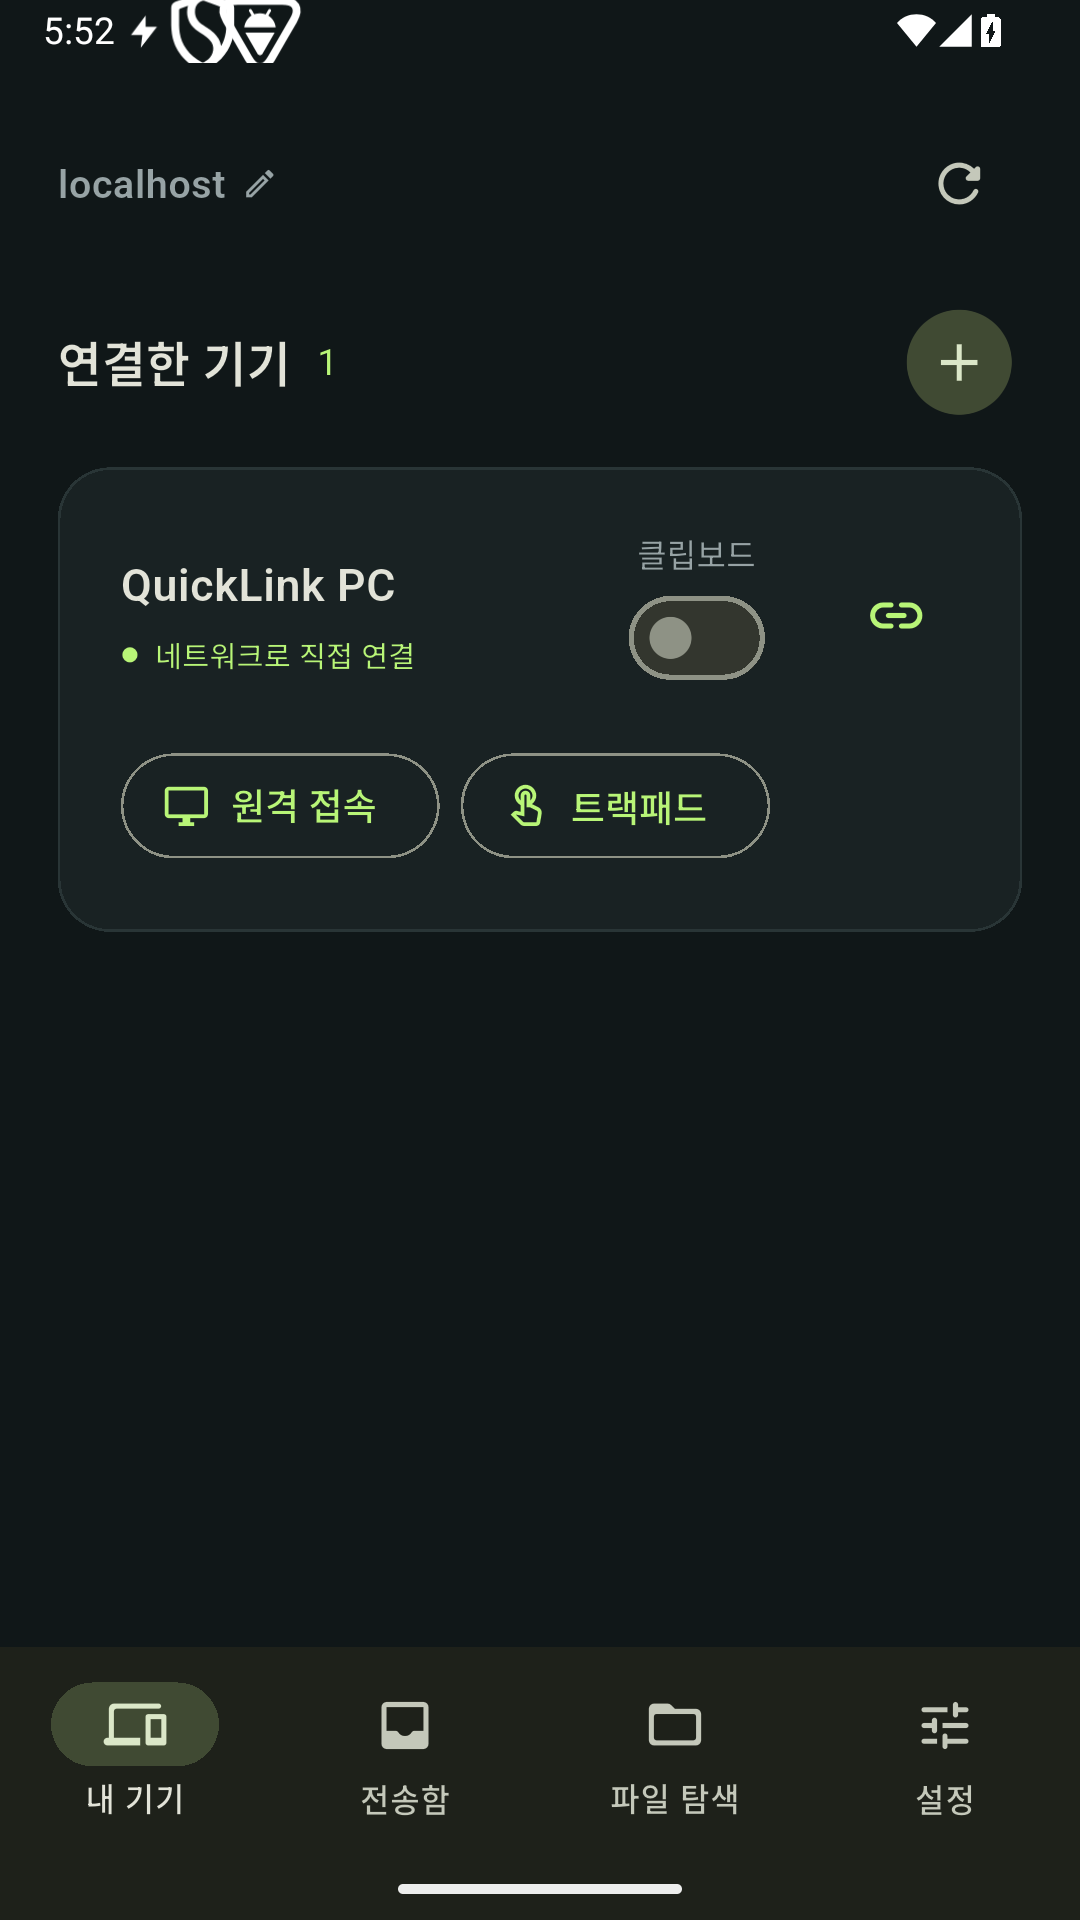 5:52
localhost
연결한 기기 1
클립보드
QuickLink PC
네트워크로 직접 연결
원격 접속
트랙패드
내 기기
전송함
파일 탐색
설정